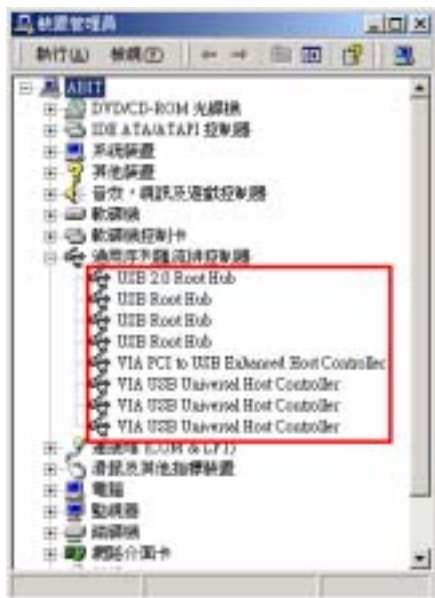 裝置管理員
執行(A) 檢視(V)
ABIT
DVD/CD-ROM 光碟機
IDE ATA/ATAPI 控制器
系統裝置
其他裝置
音效，視訊及遊戲控制器
軟碟機
軟碟機控制卡
通用序列匯流排控制器
USB 2.0 Root Hub
USB Root Hub
USB Root Hub
USB Root Hub
VIA PCI to USB Enhanced Host Controller
VIA USB Universal Host Controller
VIA USB Universal Host Controller
VIA USB Universal Host Controller
連接埠 (COM & LPT)
滑鼠及其他指標裝置
電腦
監視器
磁碟機
網路介面卡